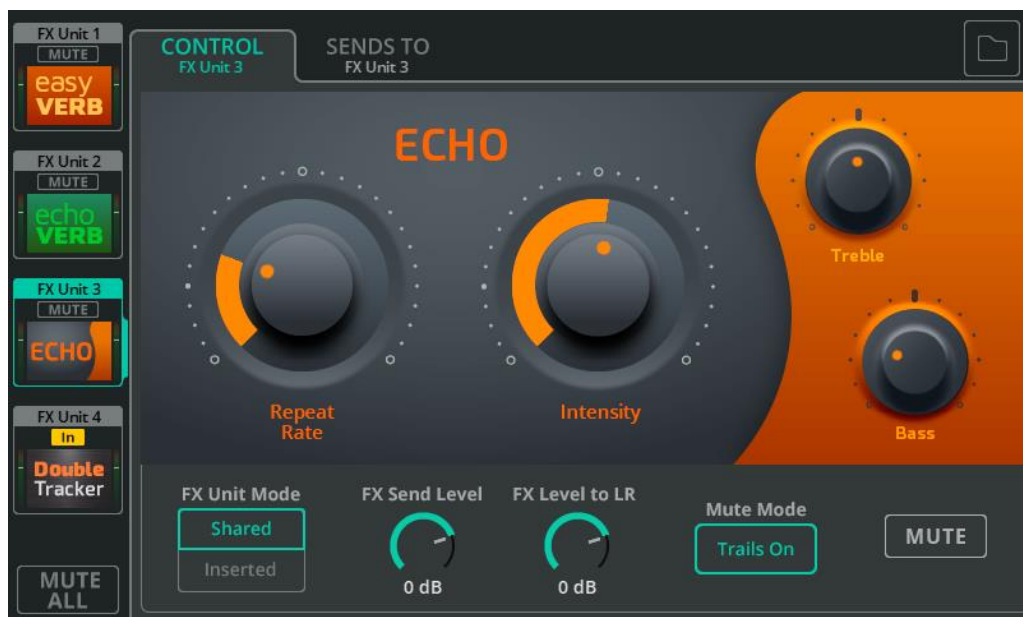 FX Unit 1
MUTE
easy
VERB
FX Unit 2
MUTE
echo
VERB
FX Unit 3
MUTE
ECHO
FX Unit 4
In
Double
Tracker
MUTE
ALL
CONTROL
FX Unit 3
SENDS TO
FX Unit 3
ECHO
Repeat
Rate
Intensity
Treble
Bass
FX Unit Mode
Shared
Inserted
FX Send Level
0 dB
FX Level to LR
0 dB
Mute Mode
Trails On
MUTE